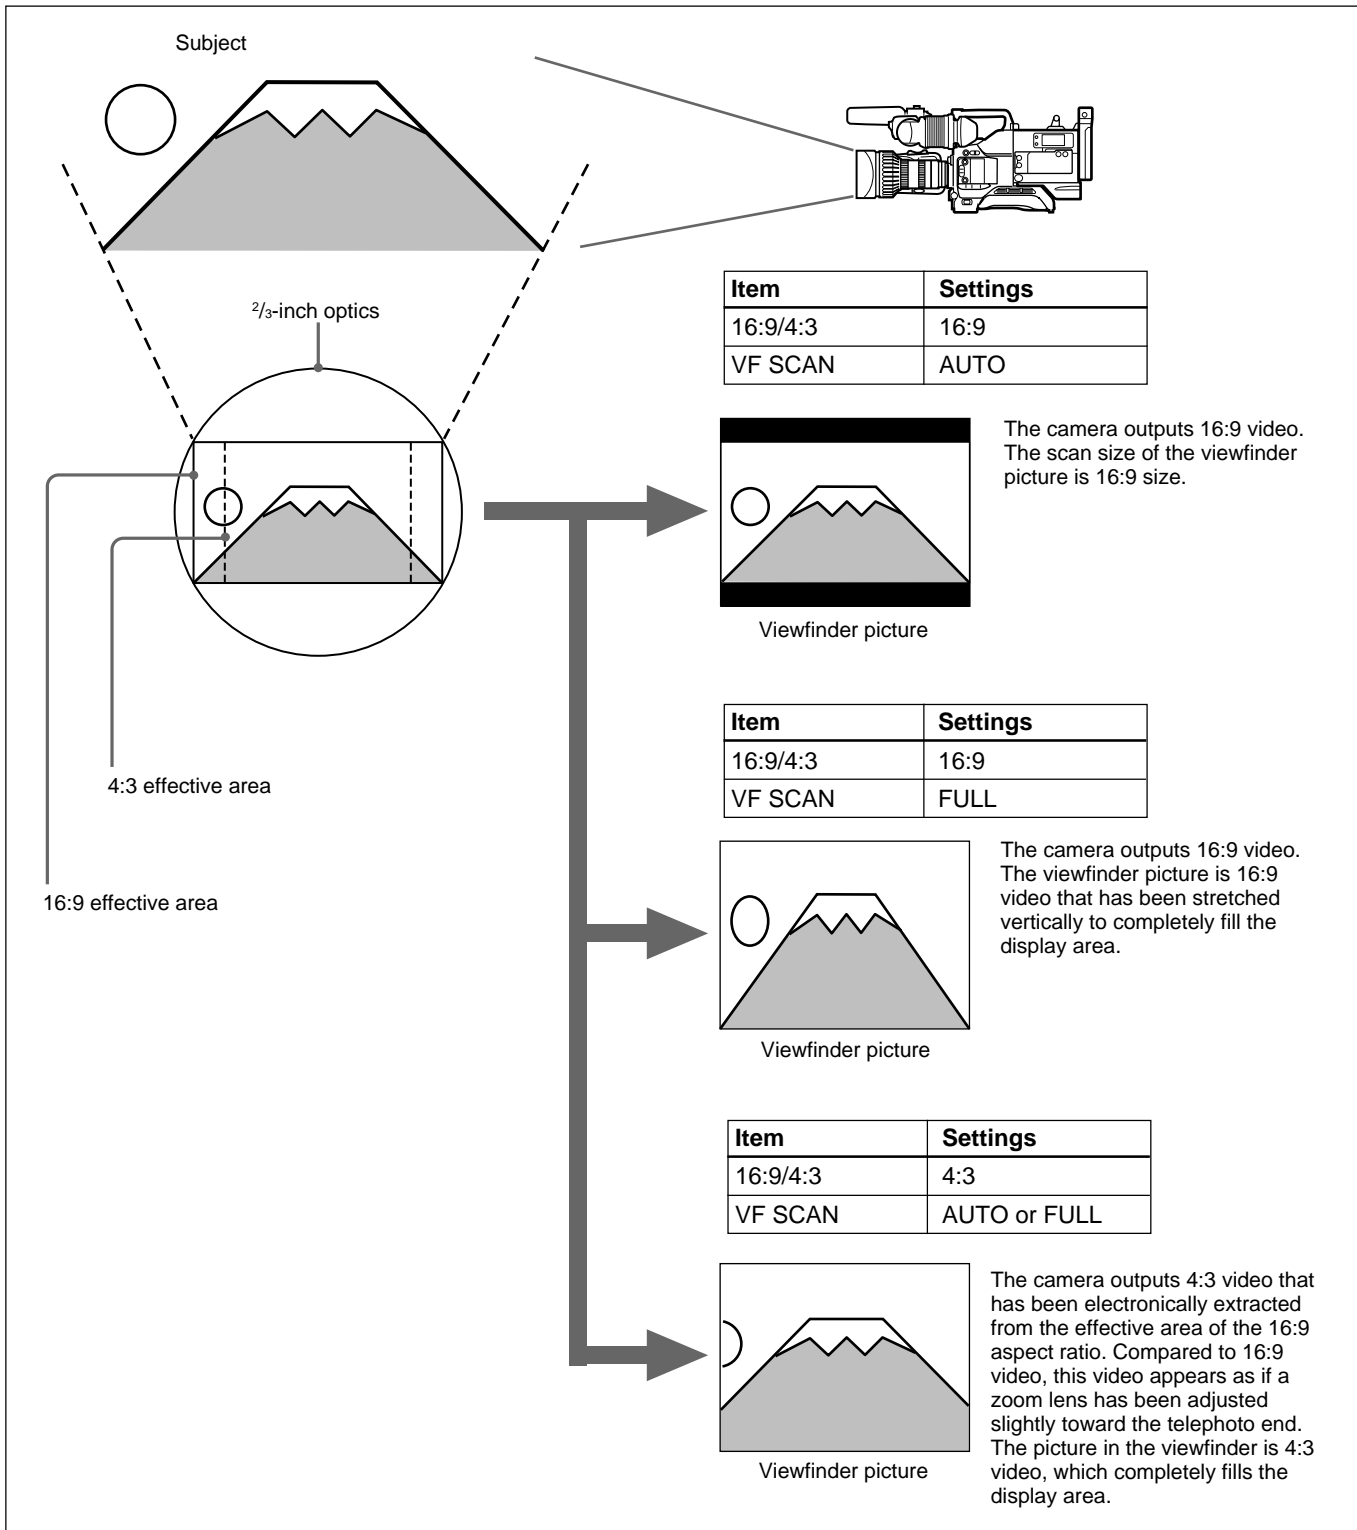 Subject
2/3-inch optics
Item Settings
16:9/4:3 16:9
VF SCAN AUTO
The camera outputs 16:9 video.
The scan size of the viewfinder
picture is 16:9 size.
Viewfinder picture
4:3 effective area
16:9 effective area
Item Settings
16:9/4:3 16:9
VF SCAN FULL
The camera outputs 16:9 video.
The viewfinder picture is 16:9
video that has been stretched
vertically to completely fill the
display area.
Viewfinder picture
Item Settings
16:9/4:3 4:3
VF SCAN AUTO or FULL
The camera outputs 4:3 video that
has been electronically extracted
from the effective area of the 16:9
aspect ratio. Compared to 16:9
video, this video appears as if a
zoom lens has been adjusted
slightly toward the telephoto end.
The picture in the viewfinder is 4:3
video, which completely fills the
display area.
Viewfinder picture